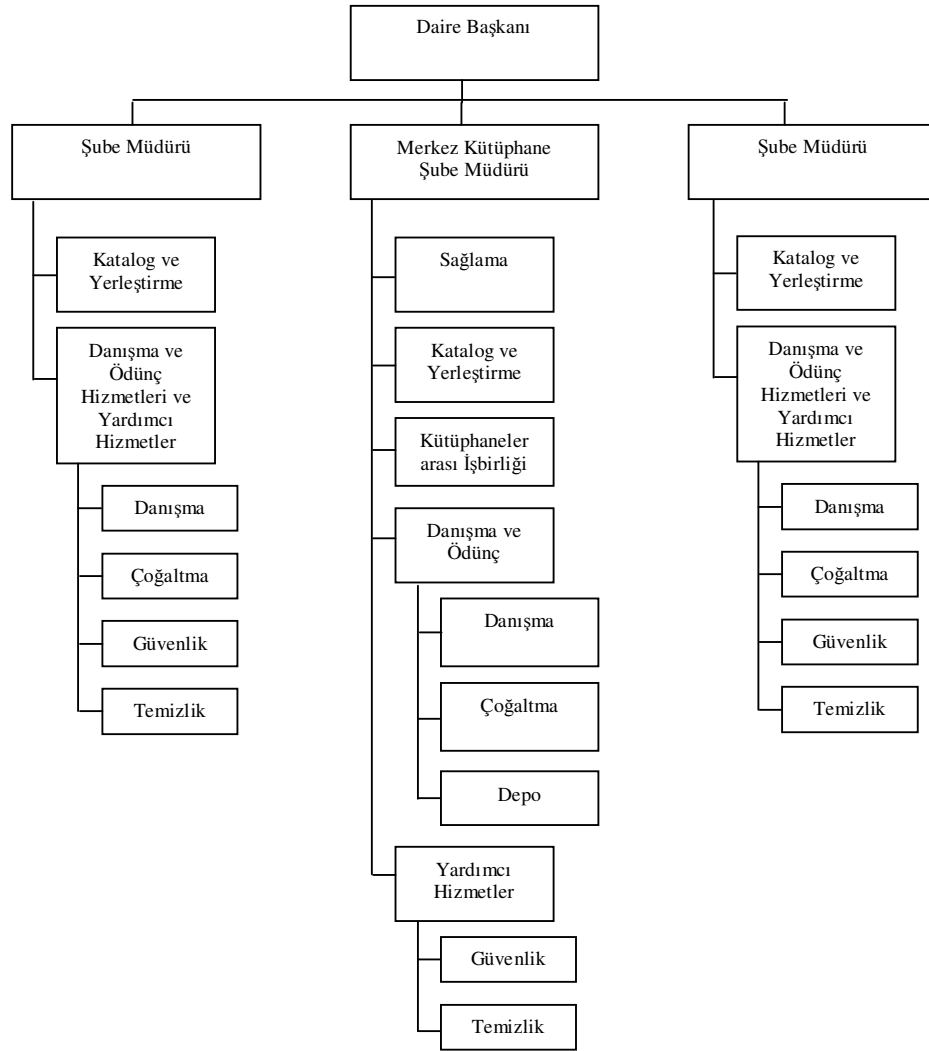 Daire Başkanı
Şube Müdürü
Katalog ve
Yerleştirme
Danışma ve
Ödünç
Hizmetleri ve
Yardımcı
Hizmetler
Danışma
Çoğaltma
Güvenlik
Temizlik
Merkez Kütüphane
Şube Müdürü
Sağlama
Katalog ve
Yerleştirme
Kütüphaneler
arası İşbirliği
Danışma ve
Ödünç
Danışma
Çoğaltma
Depo
Yardımcı
Hizmetler
Güvenlik
Temizlik
Şube Müdürü
Katalog ve
Yerleştirme
Danışma ve
Ödünç
Hizmetleri ve
Yardımcı
Hizmetler
Danışma
Çoğaltma
Güvenlik
Temizlik